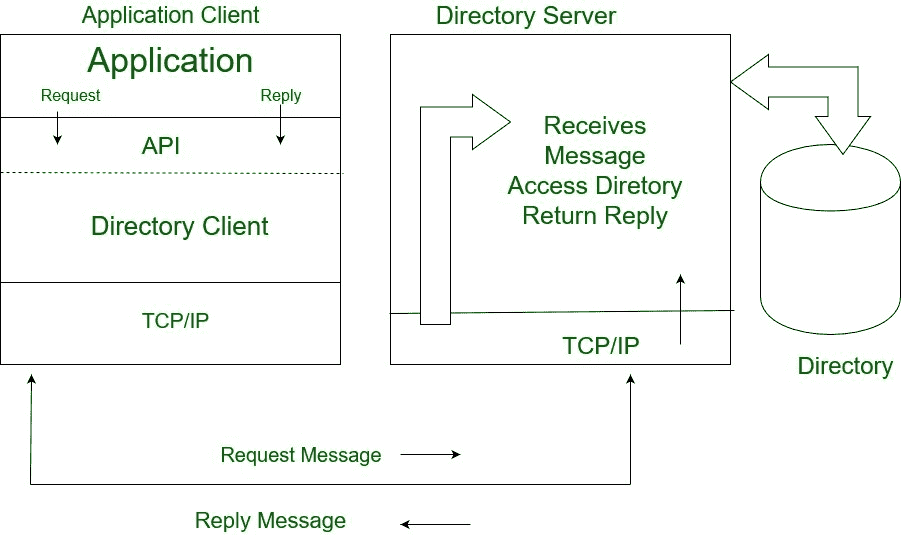 Application Client
Application
Request
Reply
API
Directory Client
TCP/IP
Directory Server
Receives
Message
Access Diretory
Return Reply
TCP/IP
Directory
Request Message
Reply Message